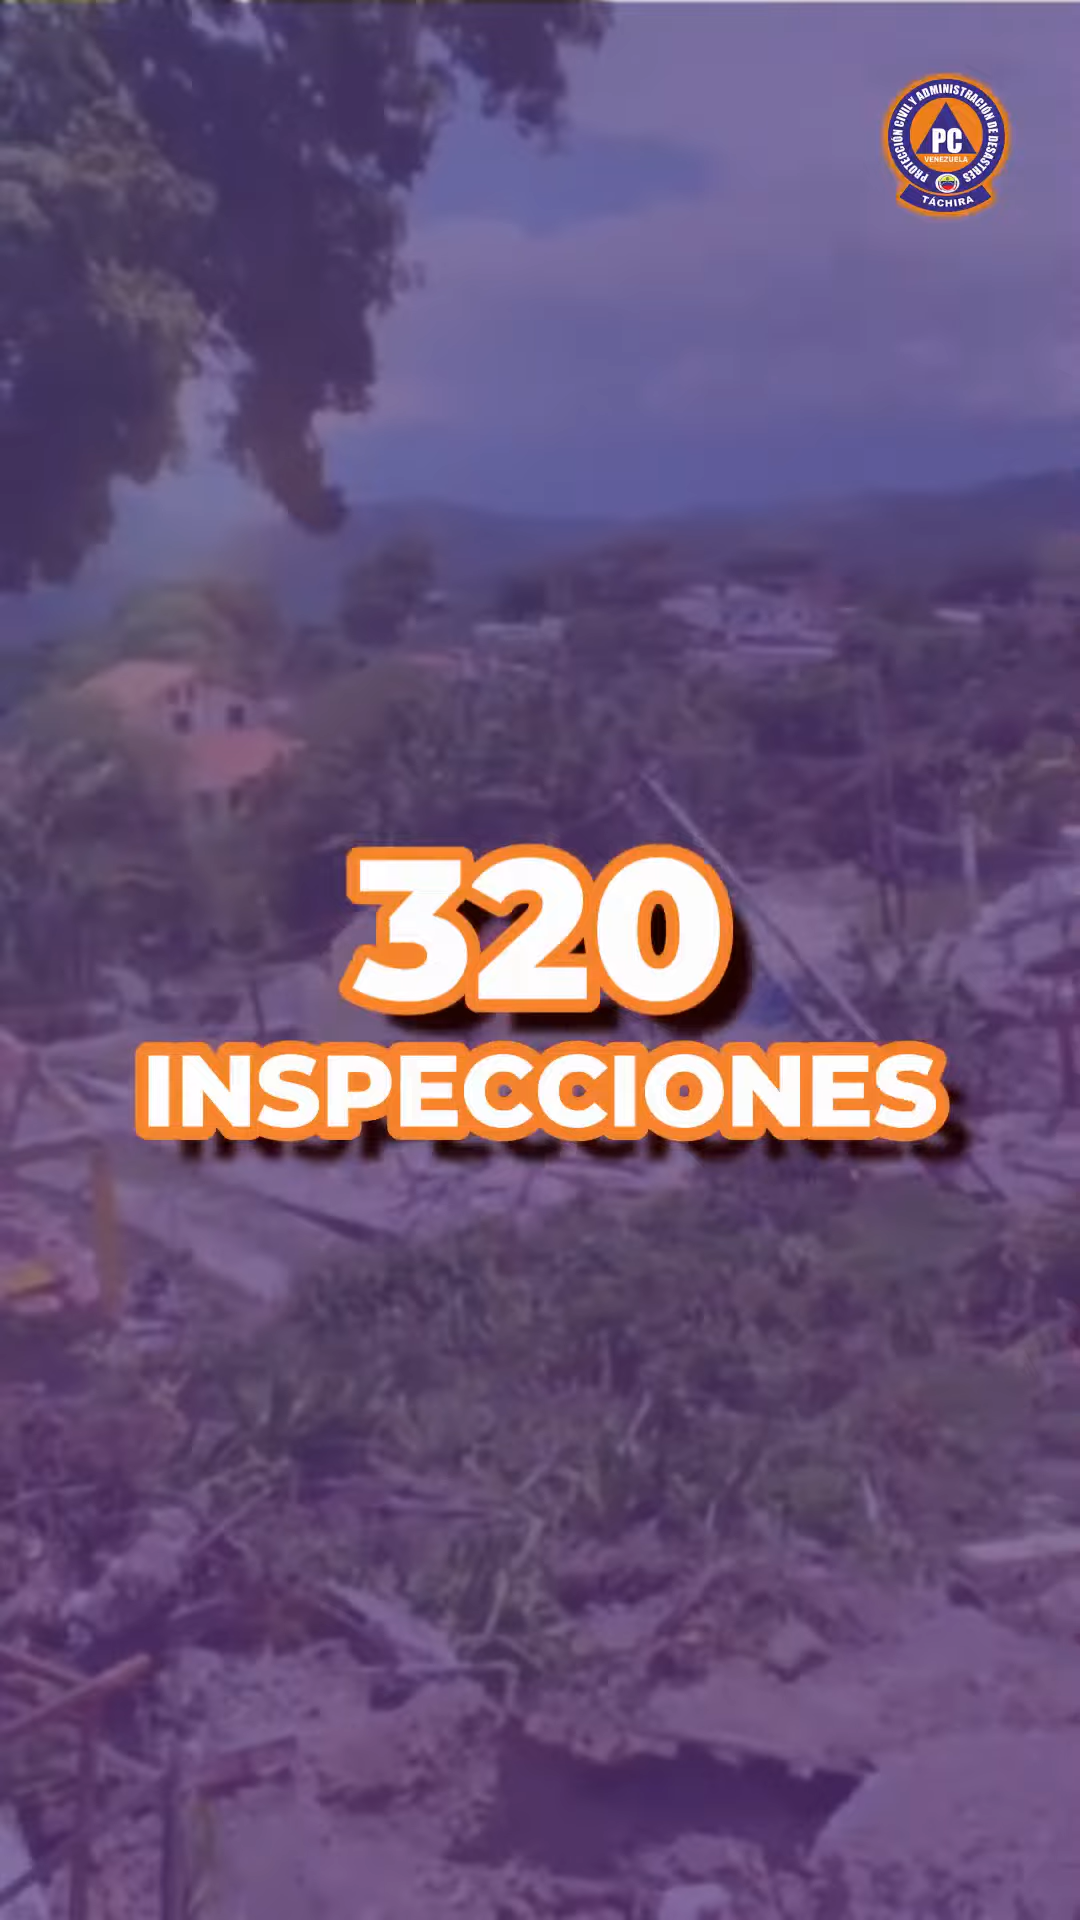 PROTECCIÓN CIVIL Y ADMINISTRACIÓN DE DESASTRES
PC
VENEZUELA
TÁCHIRA
320
INSPECCIONES